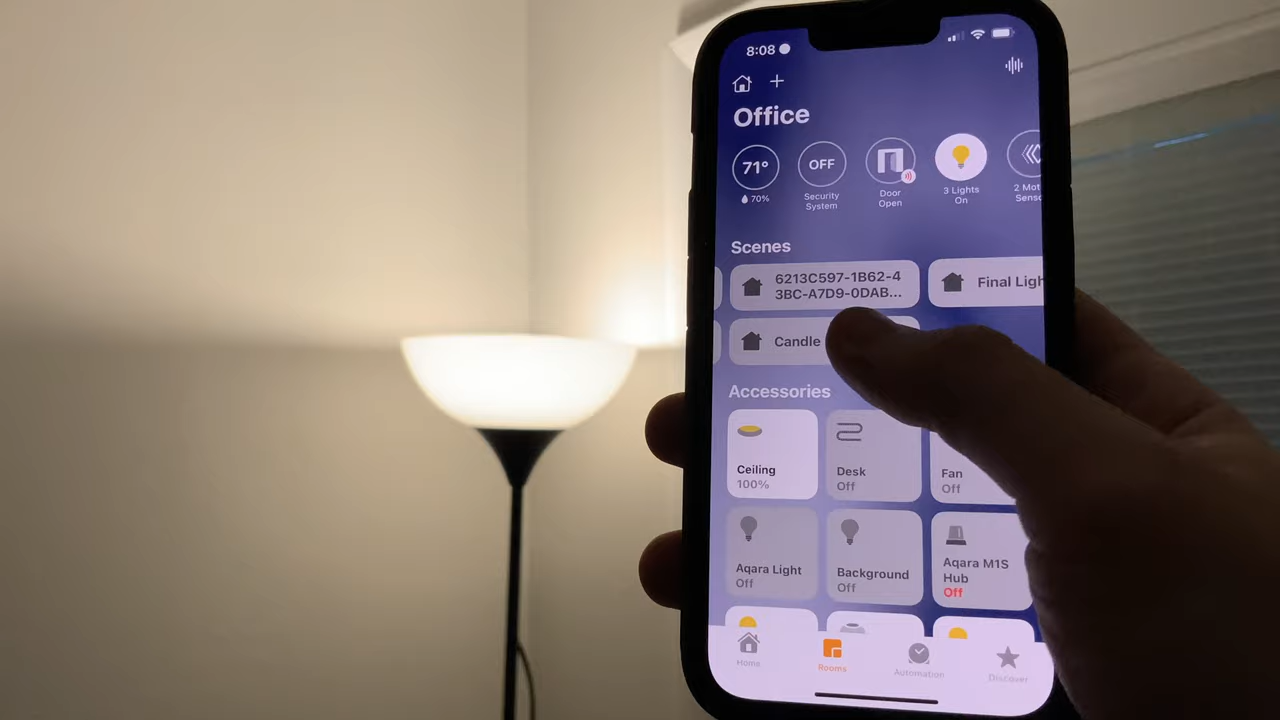 8:08
Office
71°
70%
OFF
Security
System
Door
Open
3 Lights
On
2
Scenes
6213C597-1B62-4
3BC-A7D9-0DAB...
Final
Candle
Accessories
Ceiling
100%
Desk
Off
Fan
Off
Aqara Light
Off
Background
Off
Aqara M1S
Hub
Off
Home
Rooms
Automation
Discover